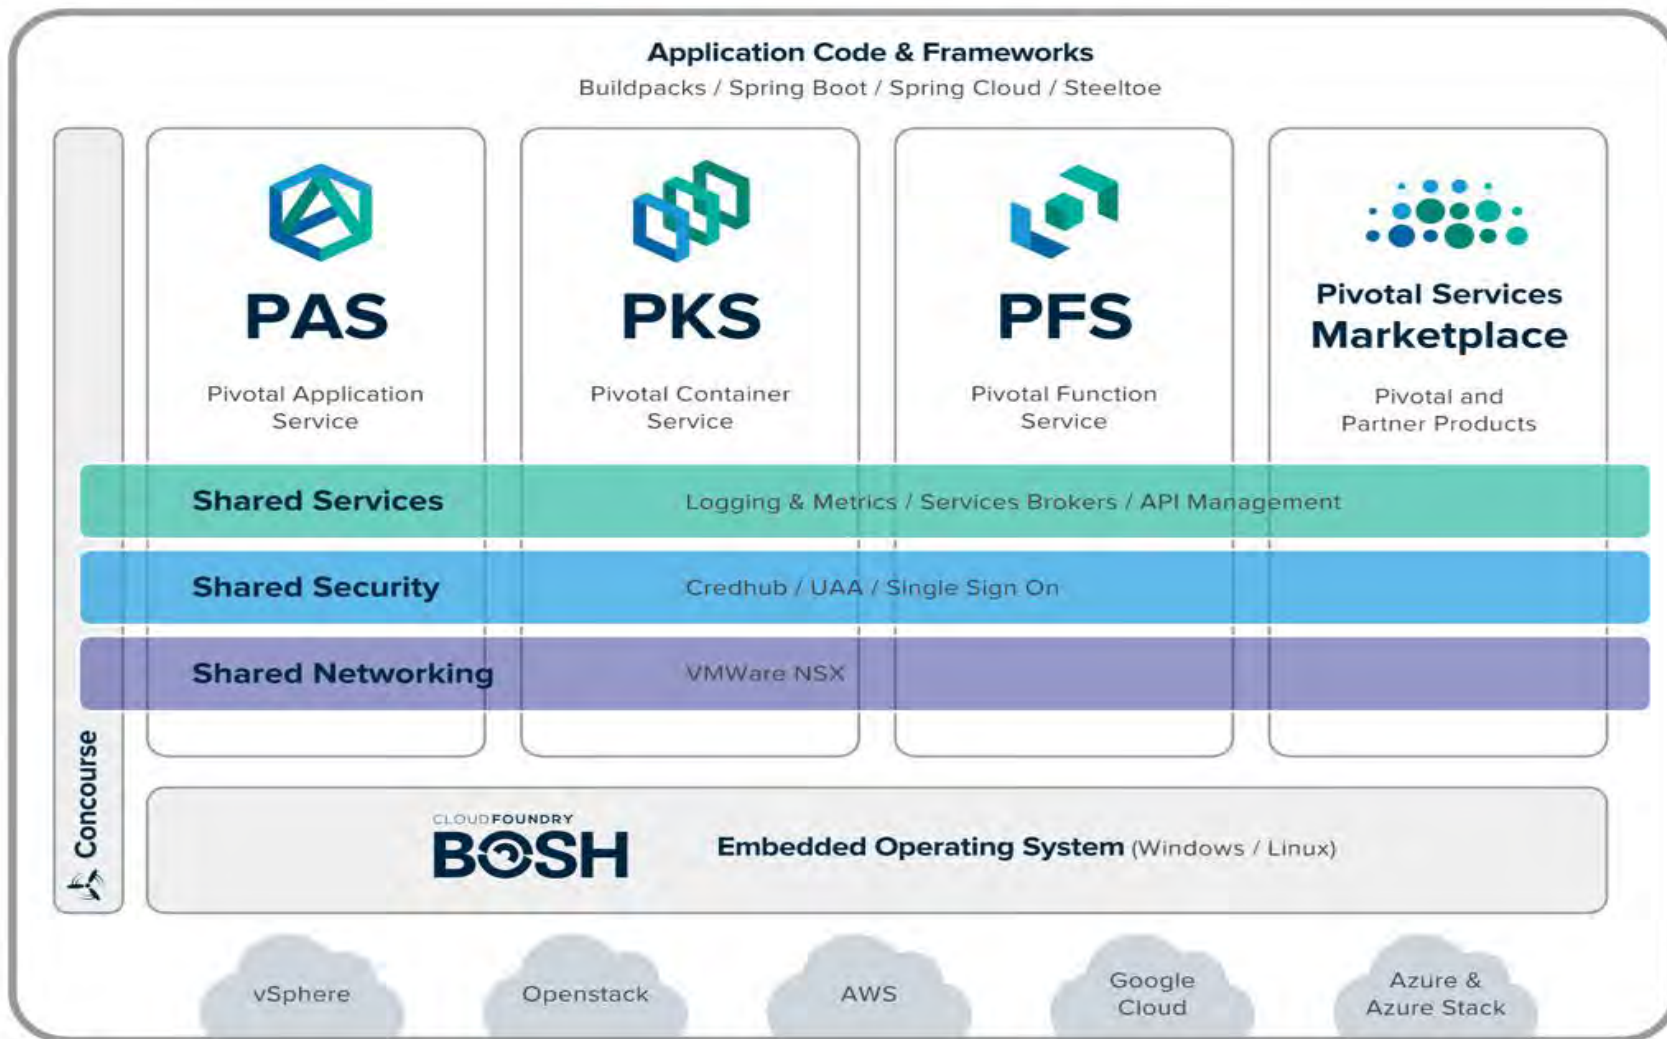 Application Code & Frameworks
Buildpacks / Spring Boot / Spring Cloud / Steeltoe
PAS
Pivotal Application
Service
PKS
Pivotal Container
Service
PFS
Pivotal Function
Service
Pivotal Services
Marketplace
Pivotal and
Partner Products
Shared Services
Logging & Metrics / Services Brokers / API Management
Shared Security
Credhub / UAA / Single Sign On
Shared Networking
VMWare NSX
Concourse
CLOUDFOUNDRY
BOSH
Embedded Operating System (Windows / Linux)
vSphere
Openstack
AWS
Google
Cloud
Azure &
Azure Stack